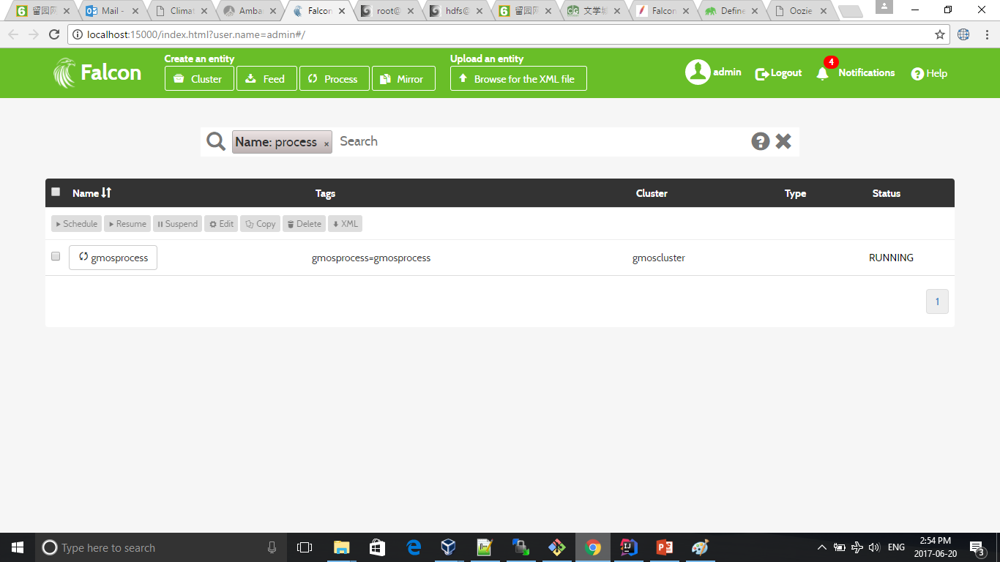 留园网 Mail - Climat Amba Falcon root@ hdfs@ 留园网 文学城 Falcon Define Oozie
localhost:15000/index.html?user.name=admin#/
Falcon
Create an entity
Cluster Feed Process Mirror
Upload an entity
Browse for the XML file
admin Logout 4 Notifications Help
Name: process × Search
Name Tags Cluster Type Status
Schedule Resume Suspend Edit Copy Delete XML
gmosprocess gmosprocess=gmosprocess gmoscluster RUNNING
1
Type here to search
ENG
2:54 PM
2017-06-20
3